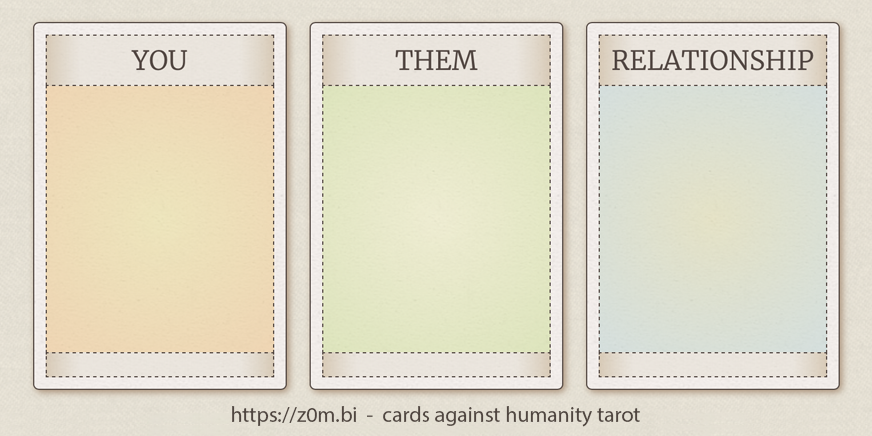 YOU
THEM
RELATIONSHIP
https://z0m.bi - cards against humanity tarot